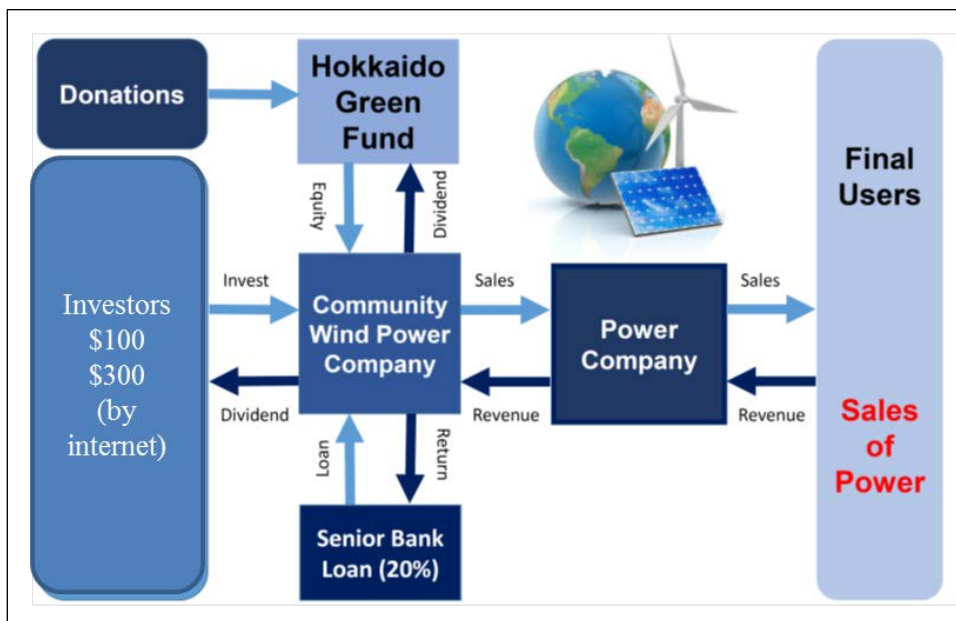 Donations
Hokkaido
Green
Fund
Equity
Dividend
Investors
$100
$300
(by
internet)
Invest
Dividend
Community
Wind Power
Company
Sales
Revenue
Power
Company
Sales
Revenue
Final
Users
Sales
of
Power
Loan
Return
Senior Bank
Loan (20%)